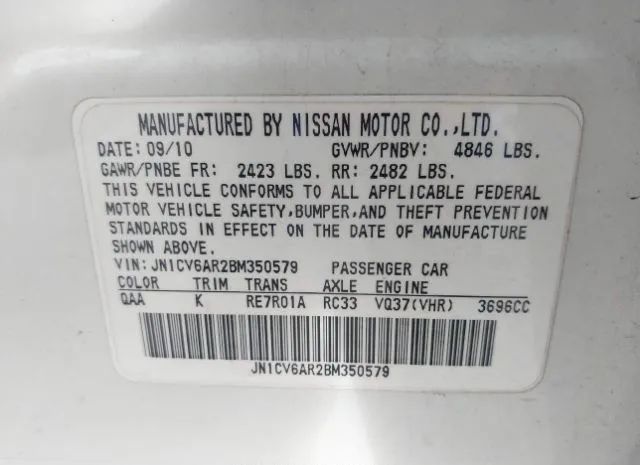 MANUFACTURED BY NISSAN MOTOR CO.,LTD.
DATE: 09/10 GVWR/PNBV: 4846 LBS.
GAWR/PNBE FR: 2423 LBS. RR: 2482 LBS.
THIS VEHICLE CONFORMS TO ALL APPLICABLE FEDERAL
MOTOR VEHICLE SAFETY,BUMPER,AND THEFT PREVENTION
STANDARDS IN EFFECT ON THE DATE OF MANUFACTURE
SHOWN ABOVE.
VIN: JN1CV6AR2BM350579 PASSENGER CAR
COLOR TRIM TRANS AXLE ENGINE
QAA K RE7R01A RC33 VQ37(VHR) 3696CC
JN1CV6AR2BM350579